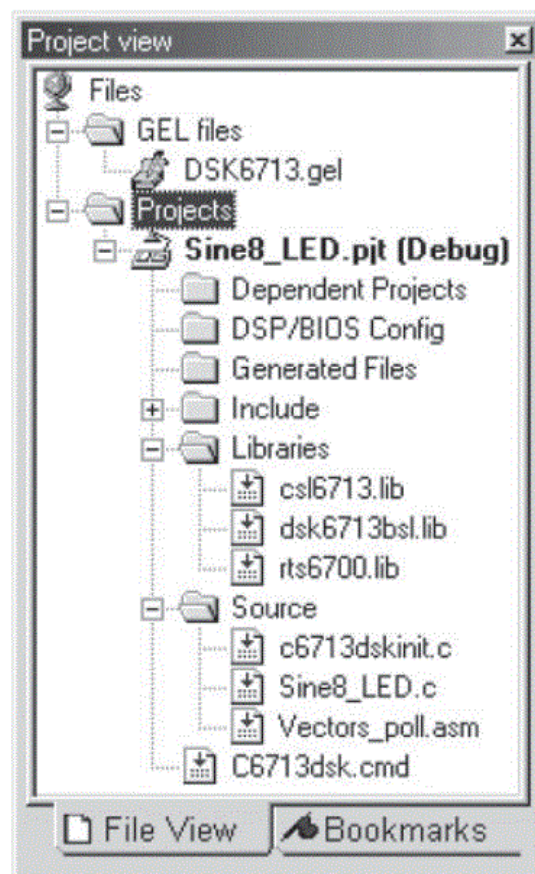 Project view
Files
GEL files
DSK6713.gel
Projects
Sine8_LED.pjt (Debug)
Dependent Projects
DSP/BIOS Config
Generated Files
Include
Libraries
csl6713.lib
dsk6713bsl.lib
rts6700.lib
Source
c6713dskinit.c
Sine8_LED.c
Vectors_poll.asm
C6713dsk.cmd
File View Bookmarks